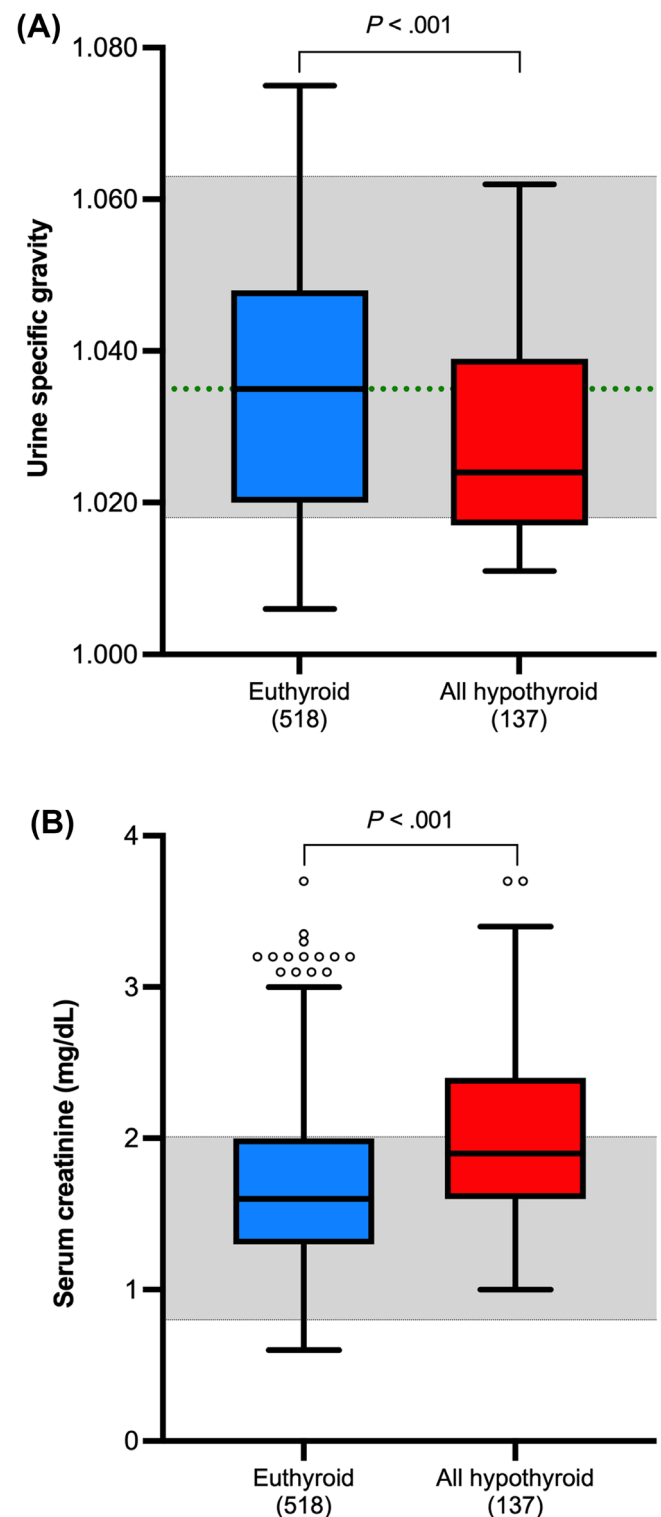 (A)
P < .001
1.080
1.060
1.040
1.020
1.000
Urine specific gravity
Euthyroid
(518)
All hypothyroid
(137)
(B)
P < .001
4
3
2
1
0
Serum creatinine (mg/dL)
Euthyroid
(518)
All hypothyroid
(137)